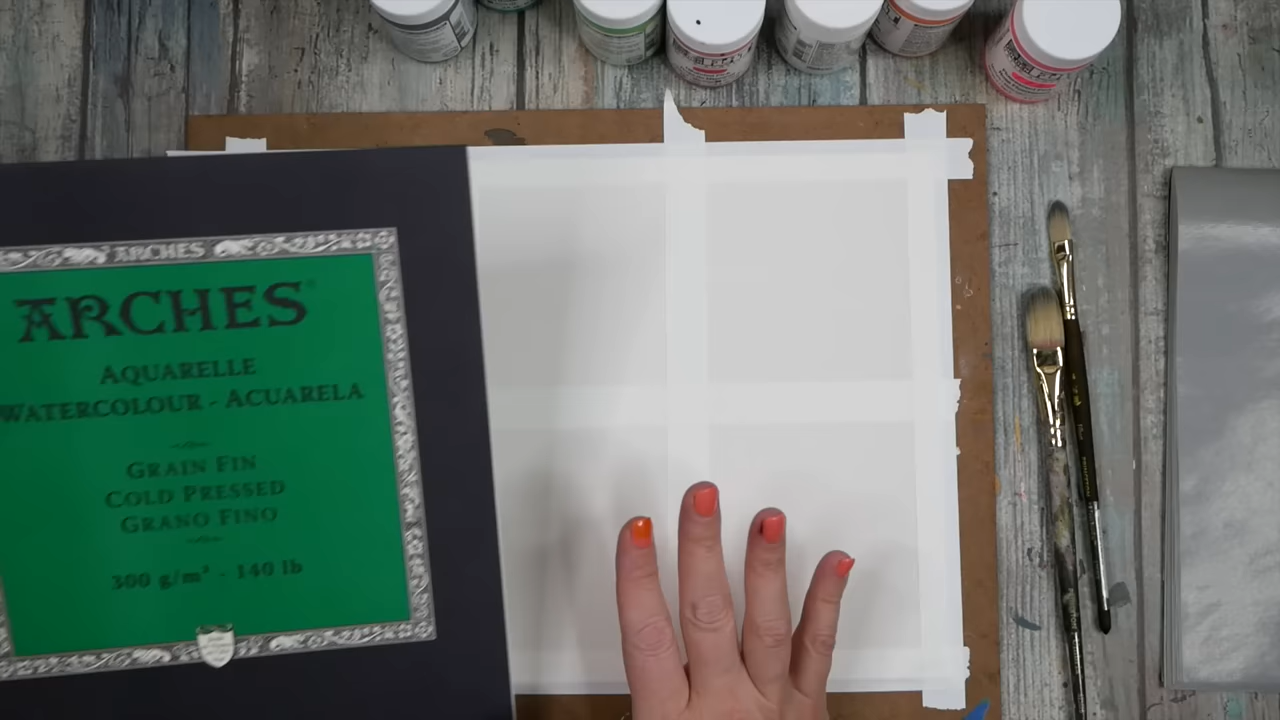 ARCHES
ARCHES
AQUARELLE
WATERCOLOUR - ACUARELA
GRAIN FIN
COLD PRESSED
GRANO FINO
300 g/m² - 140 lb